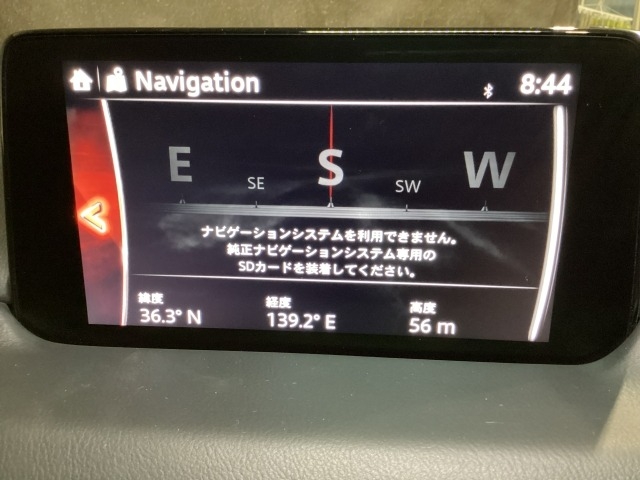 Navigation
8:44
E SE S SW W
ナビゲーションシステムを利用できません。
純正ナビゲーションシステム専用の
SDカードを装着してください。
緯度 経度 高度
36.3° N 139.2° E 56 m